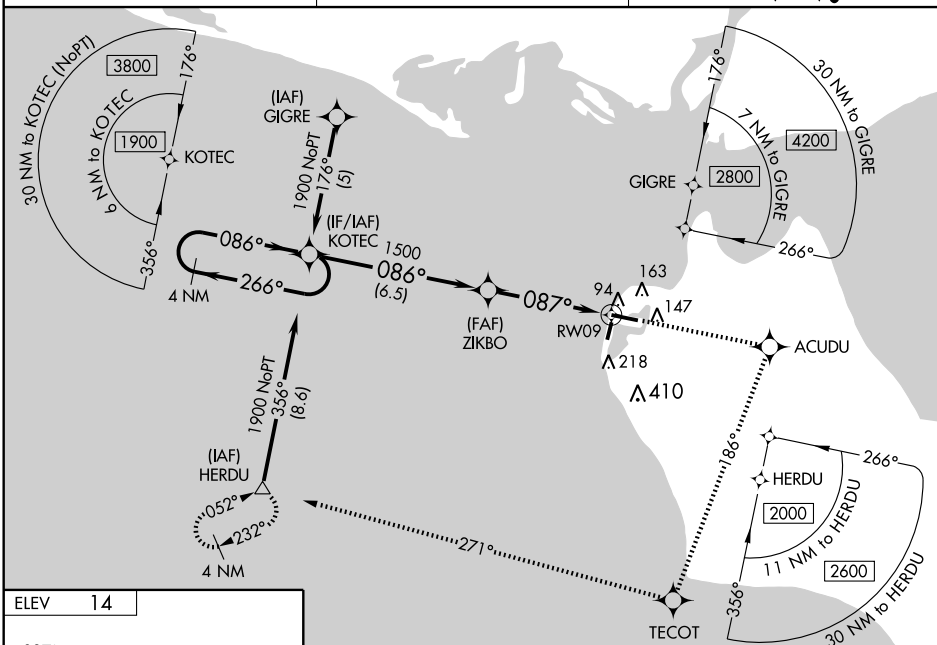 30 NM to KOTEC (NoPT)
3800
176°
6 NM to KOTEC
1900
KOTEC
356°
(IAF)
GIGRE
1900 NoPT
176°
(5)
(IF/IAF)
KOTEC
086°
266°
4 NM
1500
086°
(6.5)
(FAF)
ZIKBO
087°
RW09
94
163
147
218
410
ACUDU
176°
30 NM to GIGRE
4200
7 NM to GIGRE
2800
GIGRE
266°
1900 NoPT
356°
(8.6)
(IAF)
HERDU
052°
232°
4 NM
271°
186°
TECOT
HERDU
266°
2000
11 NM to HERDU
2600
356°
30 NM to HERDU
ELEV 14